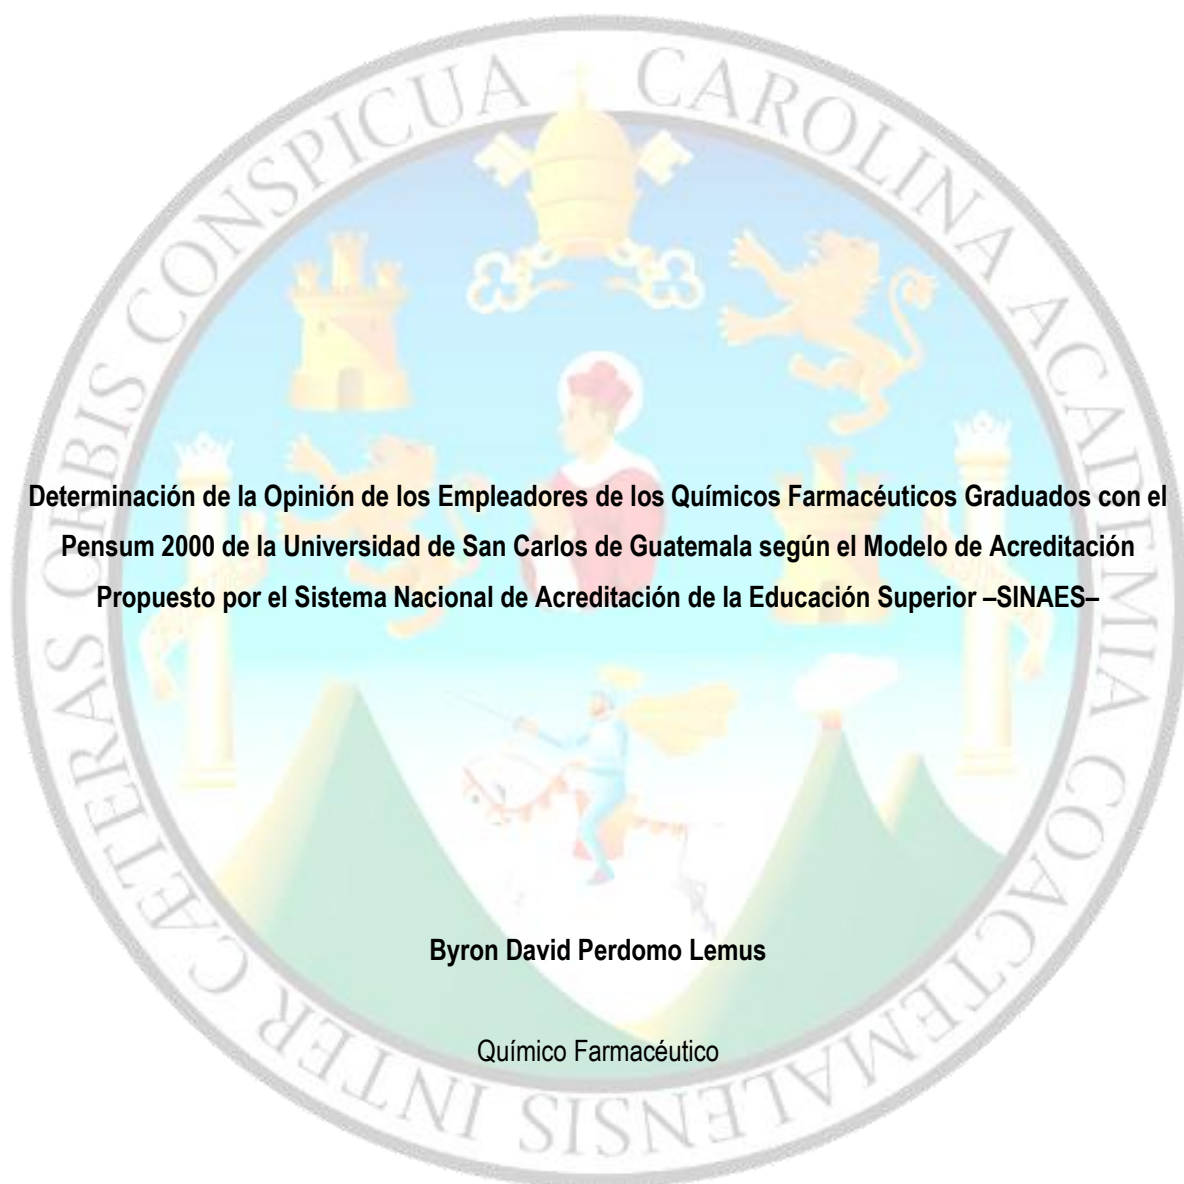 CAETERAS ORBIS CONSPICUA CAROLINA ACADEMIA COACTEMALENSIS INTER
Determinación de la Opinión de los Empleadores de los Químicos Farmacéuticos Graduados con el
Pensum 2000 de la Universidad de San Carlos de Guatemala según el Modelo de Acreditación
Propuesto por el Sistema Nacional de Acreditación de la Educación Superior –SINAES–
Byron David Perdomo Lemus
Químico Farmacéutico